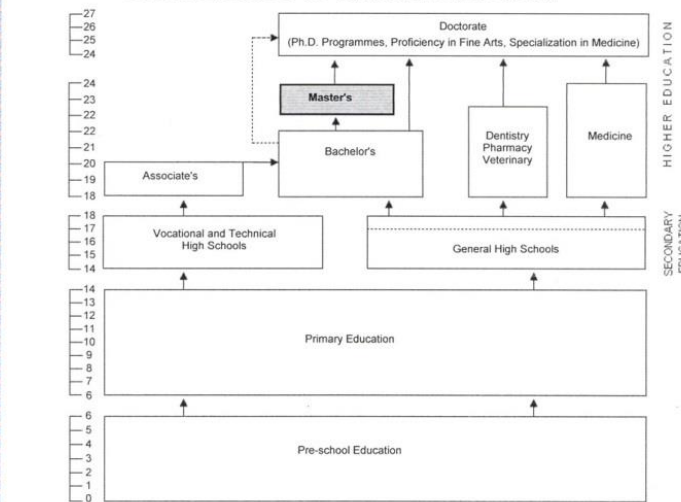 27
26
25
24
Doctorate
(Ph.D. Programmes, Proficiency in Fine Arts, Specialization in Medicine)
24
23
22
22
21
20
19
18
Master's
Bachelor's
Associate's
Dentistry
Pharmacy
Veterinary
Medicine
HIGHER EDUCATION
18
17
16
15
14
Vocational and Technical
High Schools
General High Schools
SECONDARY
EDUCATION
14
13
12
11
10
9
8
7
6
Primary Education
6
5
4
3
2
1
0
Pre-school Education